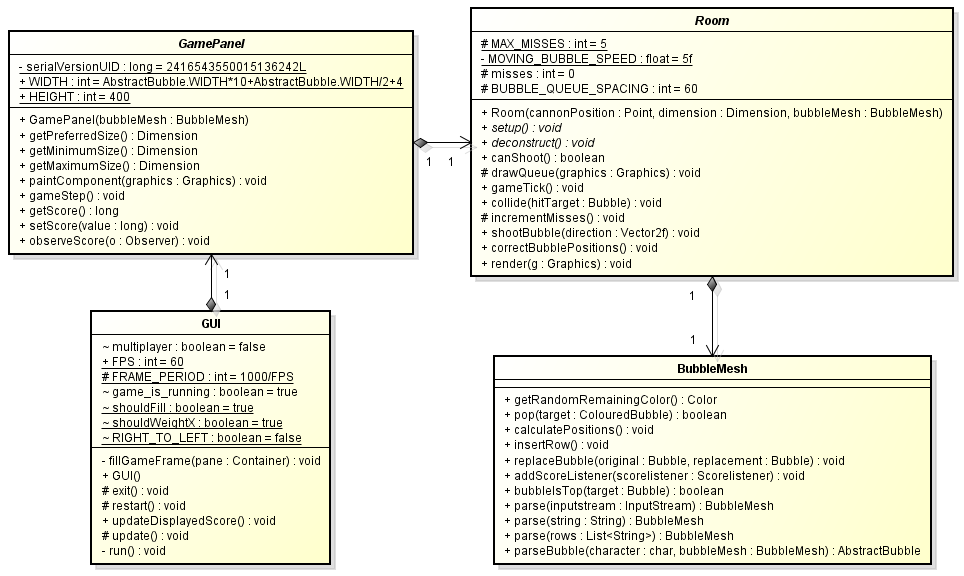 GamePanel
- serialVersionUID : long = 2416543550015136242L
+ WIDTH : int = AbstractBubble.WIDTH*10+AbstractBubble.WIDTH/2+4
+ HEIGHT : int = 400
+ GamePanel(bubbleMesh : BubbleMesh)
+ getPreferredSize() : Dimension
+ getMinimumSize() : Dimension
+ getMaximumSize() : Dimension
+ paintComponent(graphics : Graphics) : void
+ gameStep() : void
+ getScore() : long
+ setScore(value : long) : void
+ observeScore(o : Observer) : void
1
1
Room
# MAX_MISSES : int = 5
- MOVING_BUBBLE_SPEED : float = 5f
# misses : int = 0
# BUBBLE_QUEUE_SPACING : int = 60
+ Room(cannonPosition : Point, dimension : Dimension, bubbleMesh : BubbleMesh)
+ setup() : void
+ deconstruct() : void
+ canShoot() : boolean
# drawQueue(graphics : Graphics) : void
+ gameTick() : void
+ collide(hitTarget : Bubble) : void
# incrementMisses() : void
+ shootBubble(direction : Vector2f) : void
+ correctBubblePositions() : void
+ render(g : Graphics) : void
1
1
GUI
~ multiplayer : boolean = false
+ FPS : int = 60
# FRAME_PERIOD : int = 1000/FPS
~ game_is_running : boolean = true
~ shouldFill : boolean = true
~ shouldWeightX : boolean = true
~ RIGHT_TO_LEFT : boolean = false
- fillGameFrame(pane : Container) : void
+ GUI()
# exit() : void
# restart() : void
+ updateDisplayedScore() : void
# update() : void
- run() : void
1
1
BubbleMesh
+ getRandomRemainingColor() : Color
+ pop(target : ColouredBubble) : boolean
+ calculatePositions() : void
+ insertRow() : void
+ replaceBubble(original : Bubble, replacement : Bubble) : void
+ addScoreListener(scorelistener : Scorelistener) : void
+ bubbleIsTop(target : Bubble) : boolean
+ parse(inputstream : InputStream) : BubbleMesh
+ parse(string : String) : BubbleMesh
+ parse(rows : List<String>) : BubbleMesh
+ parseBubble(character : char, bubbleMesh : BubbleMesh) : AbstractBubble